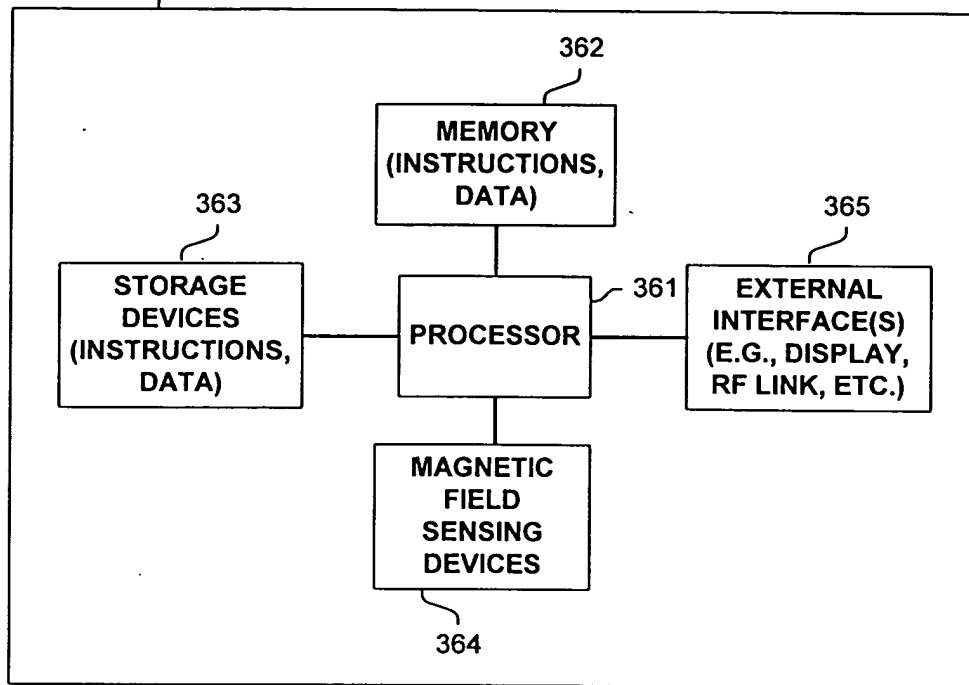 362
MEMORY
(INSTRUCTIONS,
DATA)
363
STORAGE
DEVICES
(INSTRUCTIONS,
DATA)
361
PROCESSOR
365
EXTERNAL
INTERFACE(S)
(E.G., DISPLAY,
RF LINK, ETC.)
MAGNETIC
FIELD
SENSING
DEVICES
364